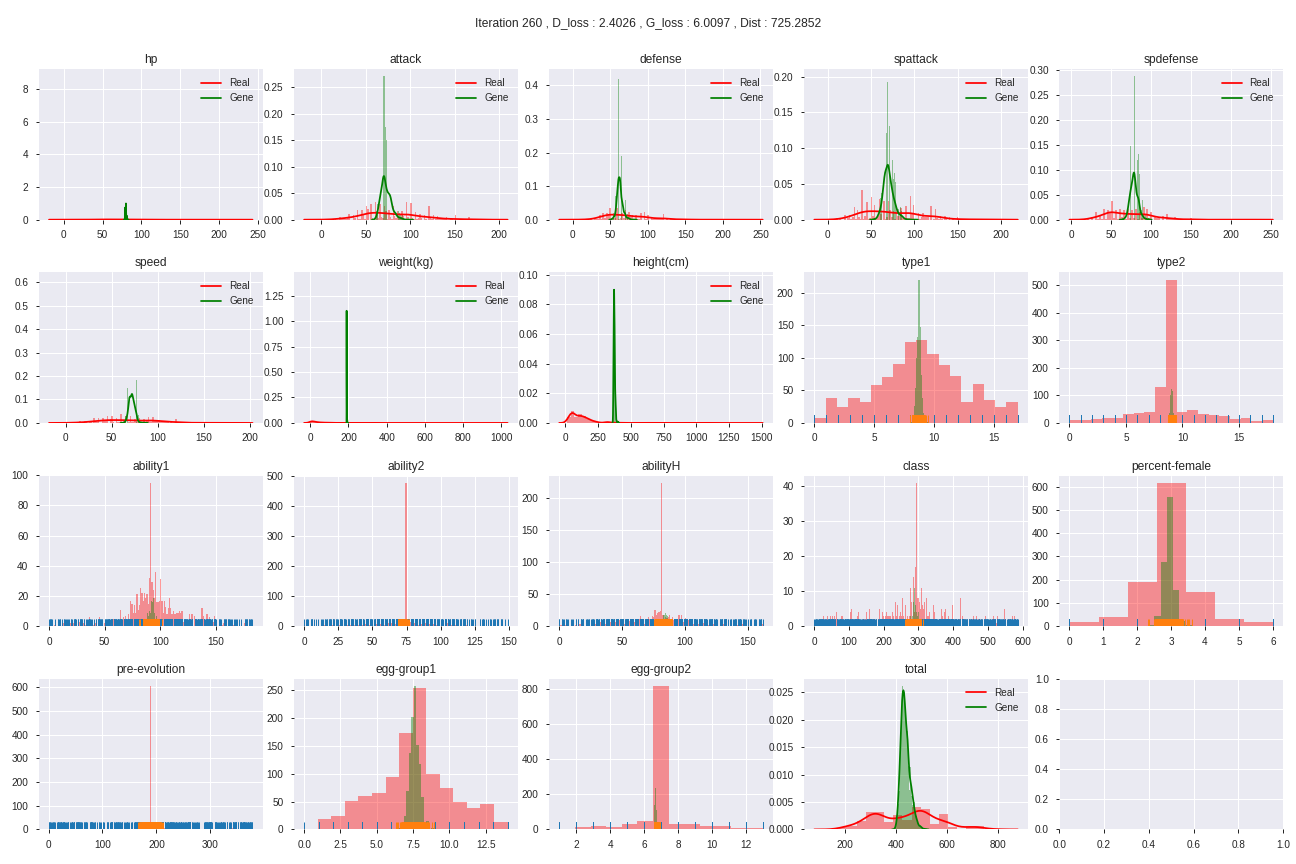 Iteration 260 , D_loss : 2.4026 , G_loss : 6.0097 , Dist : 725.2852
hp attack defense spattack spdefense
Real Real Real Real Real
Gene Gene Gene Gene Gene
8 0.25 0.4 0.20 0.30
6 0.20 0.3 0.15 0.25
4 0.15 0.2 0.10 0.20
2 0.10 0.1 0.05 0.15
0 0.05 0.0 0.00 0.10
0.00 0.05
0.00
0 50 100 150 200 250 0 50 100 150 200 0 50 100 150 200 250 0 50 100 150 200 0 50 100 150 200 250
speed weight(kg) height(cm) type1 type2
Real Real Real
Gene Gene Gene
0.6 1.25 0.10 200 500
0.5 1.00 0.08 150 400
0.4 0.75 0.06 100 300
0.3 0.50 0.04 50 200
0.2 0.25 0.02 0 100
0.1 0.00 0.00 0
0.0
0 50 100 150 200 0 200 400 600 800 1000 0 250 500 750 1000 1250 1500 0 5 10 15 0 5 10 15
ability1 ability2 abilityH class percent-female
100 500 200 40 600
80 400 150 30 500
60 300 100 20 400
40 200 50 10 300
20 100 0 0 200
0 0 100
0
0 50 100 150 0 25 50 75 100 125 150 0 50 100 150 0 100 200 300 400 500 600 0 1 2 3 4 5 6
pre-evolution egg-group1 egg-group2 total
Real
Gene
600 250 800 0.025 1.0
500 200 600 0.020 0.8
400 150 400 0.015 0.6
300 100 200 0.010 0.4
200 50 0 0.005 0.2
100 0 0.000 0.0
0
0 100 200 300 0.0 2.5 5.0 7.5 10.0 12.5 2 4 6 8 10 12 200 400 600 800 0.0 0.2 0.4 0.6 0.8 1.0